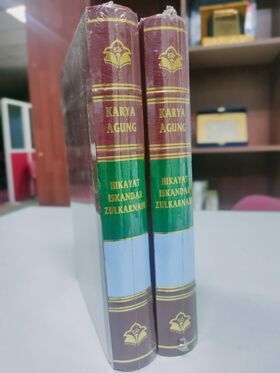 KARYA
AGUNG
HIKAYAT
ISKANDAR
ZULKARNAIN
KARYA
AGUNG
HIKAYAT
ISKANDAR
ZULKARNAIN